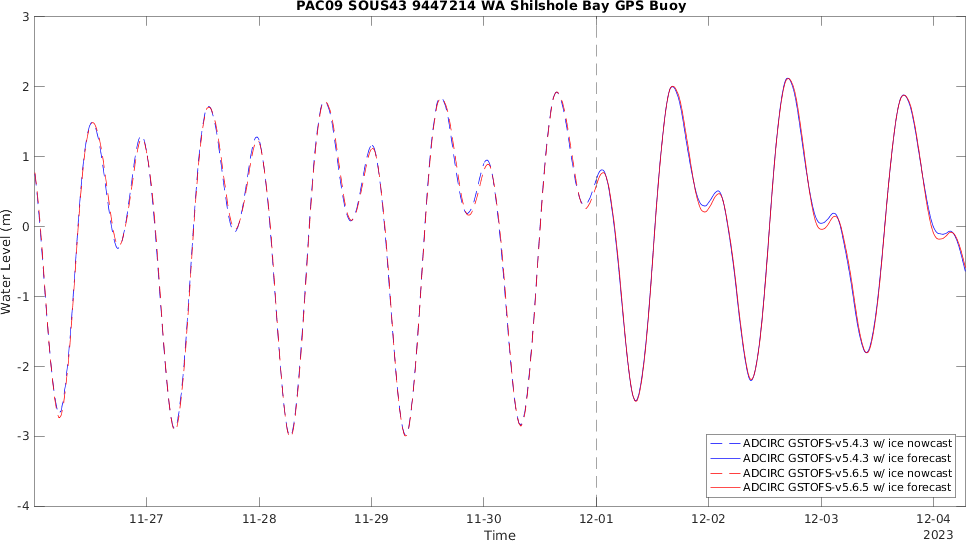 PAC09 SOUS43 9447214 WA Shilshole Bay GPS Buoy
3
2
1
0
-1
-2
-3
-4
Water Level (m)
11-27
11-28
11-29
11-30
12-01
12-02
12-03
12-04
2023
Time
ADCIRC GSTOFS-v5.4.3 w/ ice nowcast
ADCIRC GSTOFS-v5.4.3 w/ ice forecast
ADCIRC GSTOFS-v5.6.5 w/ ice nowcast
ADCIRC GSTOFS-v5.6.5 w/ ice forecast